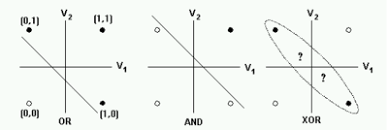 V2
V2
V2
[0,1]
[1,1]
V1
V1
V1
?
?
[0,0]
[1,0]
OR
AND
XOR